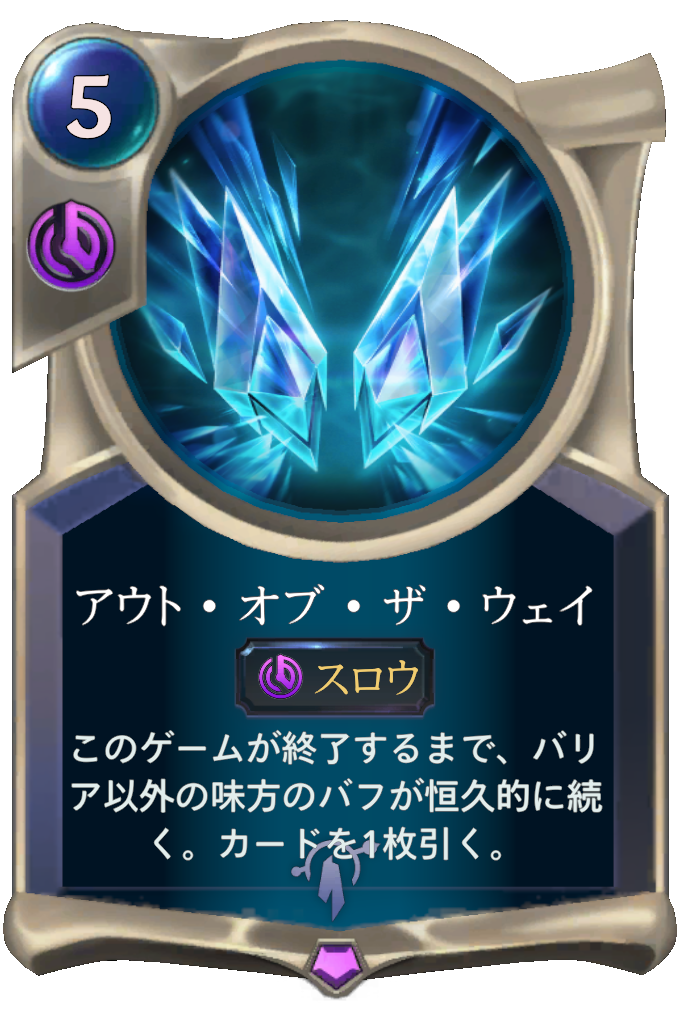 5
アウト・オブ・ザ・ウェイ
スロウ
このゲームが終了するまで、バリ
ア以外の味方のバフが恒久的に続
く。カードを1枚引く。